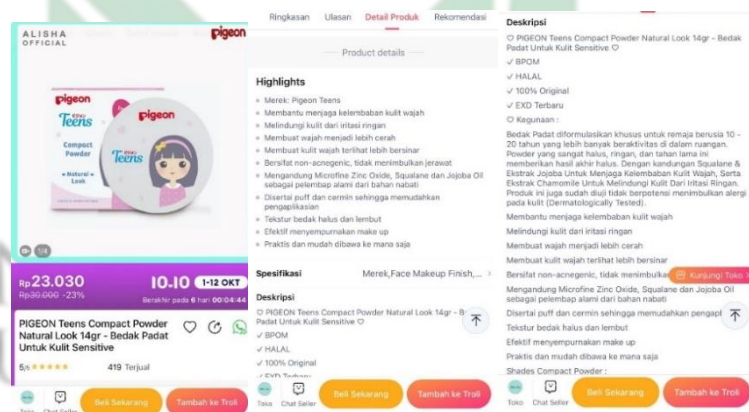 ALISHA
OFFICIAL
pigeon
pigeon
Teens
Compact
Powder
Natural
Look
pigeon
Teens
1/4
Rp23.030
Rp30.000 -23%
10.10 1-12 OKT
Berakhir pada 6 hari 00:04:44
PIGEON Teens Compact Powder
Natural Look 14gr - Bedak Padat
Untuk Kulit Sensitive
5/5 ★★★★★ 419 Terjual
Toko Chat Seller Beli Sekarang Tambah ke Troli
Ringkasan Ulasan Detail Produk Rekomendasi
Product details
Highlights
Merek: Pigeon Teens
Membantu menjaga kelembaban kulit wajah
Melindungi kulit dari iritasi ringan
Membuat wajah menjadi lebih cerah
Membuat kulit wajah terlihat lebih bersinar
Bersifat non-acnegenic, tidak menimbulkan jerawat
Mengandung Microfine Zinc Oxide, Squalane dan Jojoba Oil
sebagai pelembap alami dari bahan nabati
Disertai puff dan cermin sehingga memudahkan
pengaplikasian
Tekstur bedak halus dan lembut
Efektif menyempurnakan make up
Praktis dan mudah dibawa ke mana saja
Spesifikasi Merek,Face Makeup Finish,... >
Deskripsi
♡ PIGEON Teens Compact Powder Natural Look 14gr - B
Padat Untuk Kulit Sensitive ♡
✓ BPOM
✓ HALAL
✓ 100% Original
✓ EXD Terbaru
Toko Chat Seller Beli Sekarang Tambah ke Troli
Deskripsi
♡ PIGEON Teens Compact Powder Natural Look 14gr - Bedak
Padat Untuk Kulit Sensitive ♡
✓ BPOM
✓ HALAL
✓ 100% Original
✓ EXD Terbaru
♡ Kegunaan :
Bedak Padat diformulasikan khusus untuk remaja berusia 10 -
20 tahun yang lebih banyak beraktivitas di dalam ruangan.
Powder yang sangat halus, ringan, dan tahan lama ini
memberikan hasil akhir halus. Dengan kandungan Squalane &
Ekstrak Jojoba Untuk Menjaga Kelembaban Kulit Wajah, Serta
Ekstrak Chamomile Untuk Melindungi Kulit Dari Iritasi Ringan.
Produk ini juga sudah diuji tidak berpotensi menimbulkan alergi
pada kulit (Dermatologically Tested).
Membantu menjaga kelembaban kulit wajah
Melindungi kulit dari iritasi ringan
Membuat wajah menjadi lebih cerah
Membuat kulit wajah terlihat lebih bersinar
Bersifat non-acnegenic, tidak menimbulka Kunjungi Toko
Mengandung Microfine Zinc Oxide, Squalane dan Jojoba Oil
sebagai pelembap alami dari bahan nabati
Disertai puff dan cermin sehingga memudahkan pengapl
Tekstur bedak halus dan lembut
Efektif menyempurnakan make up
Praktis dan mudah dibawa ke mana saja
Shades Compact Powder :
Toko Chat Seller Beli Sekarang Tambah ke Troli